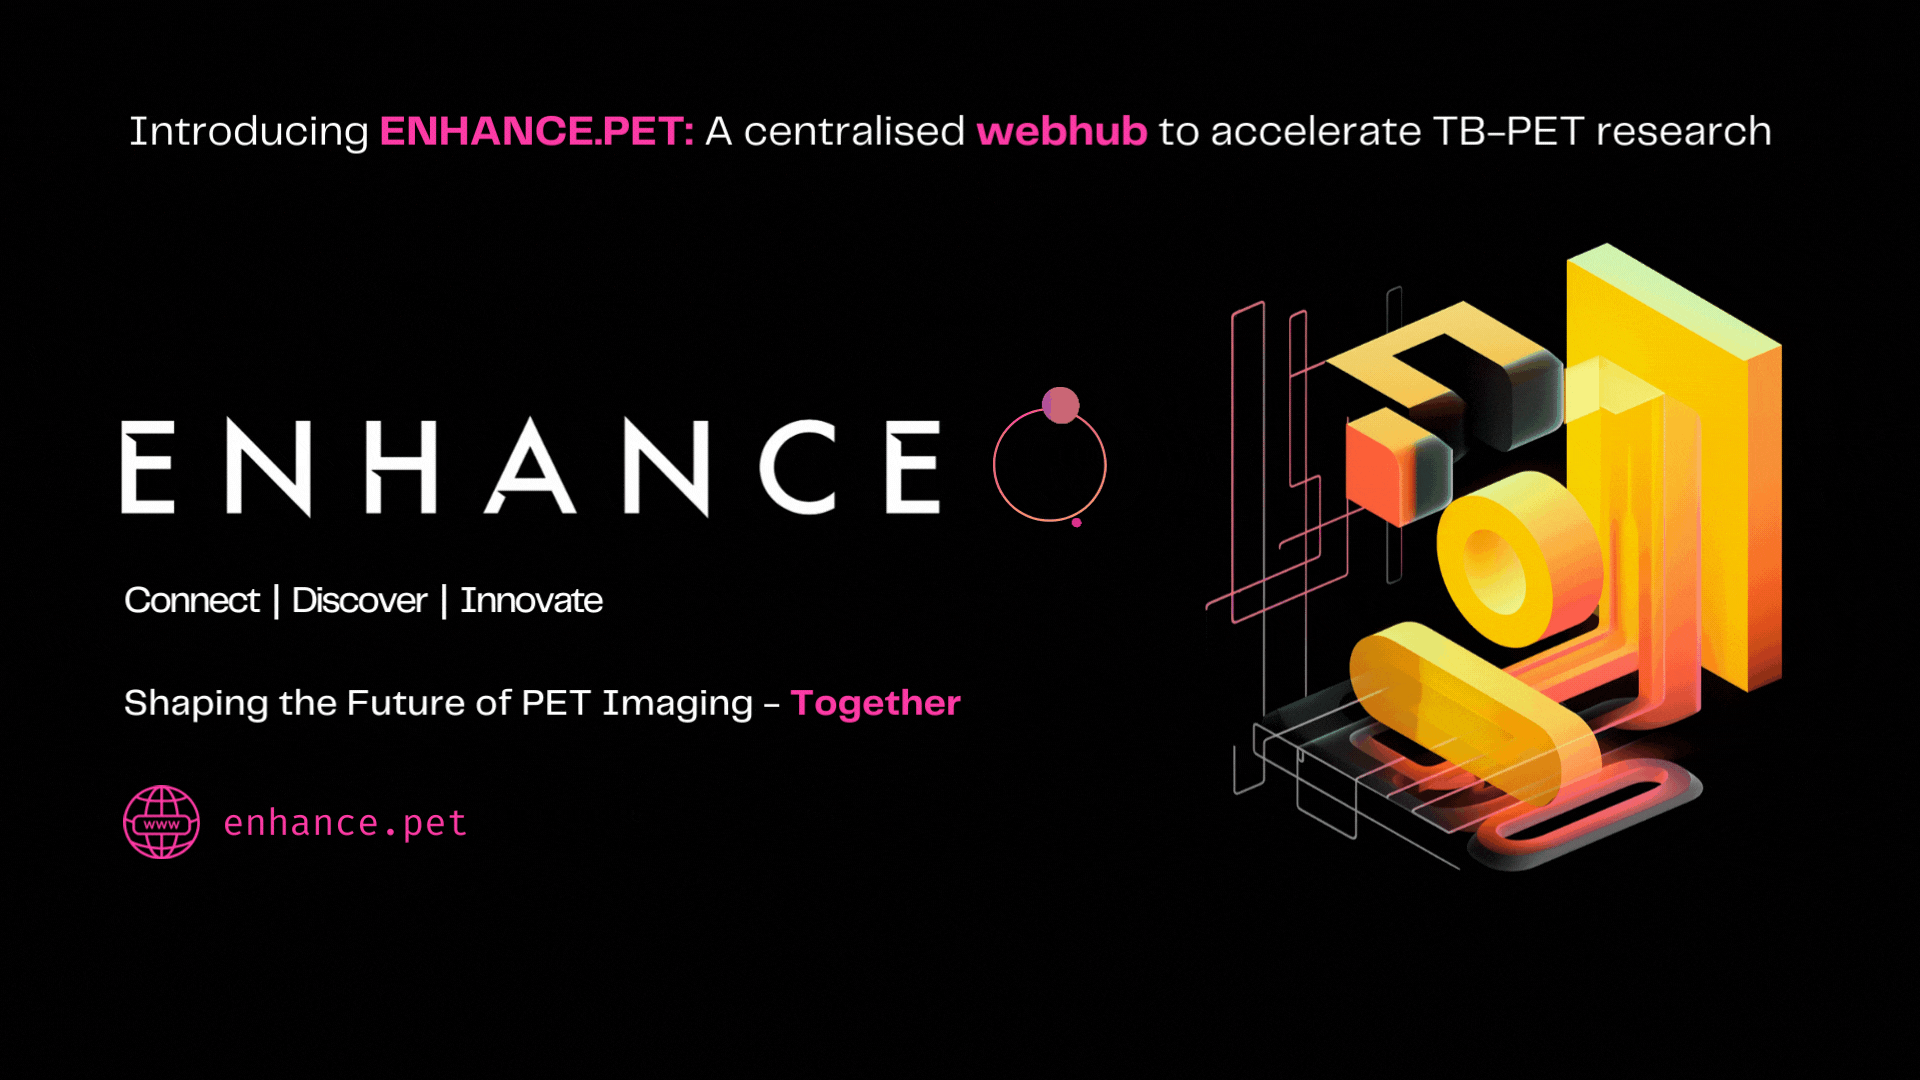 Introducing ENHANCE.PET: A centralised webhub to accelerate TB-PET research
ENHANCE
Connect | Discover | Innovate
Shaping the Future of PET Imaging - Together
www
enhance.pet